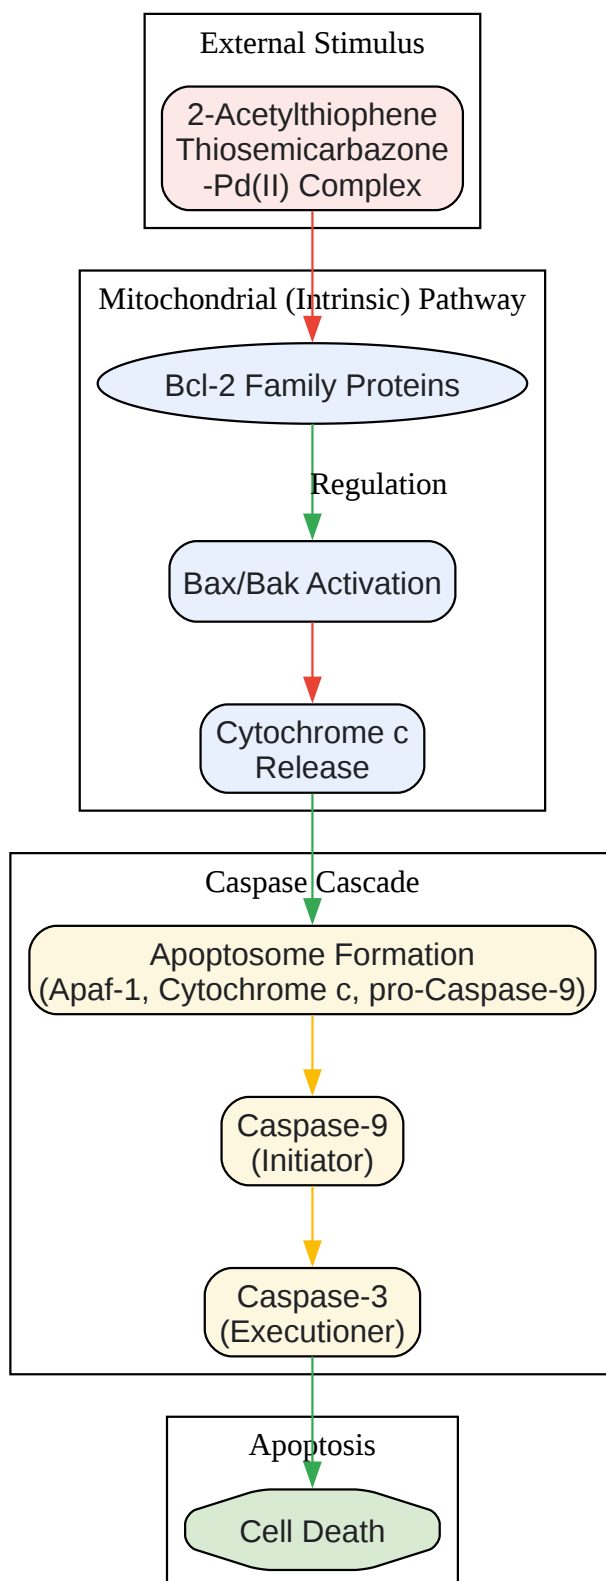 External Stimulus
2-Acetylthiophene
Thiosemicarbazone
-Pd(II) Complex
Mitochondrial (Intrinsic) Pathway
Bcl-2 Family Proteins
Regulation
Bax/Bak Activation
Cytochrome c
Release
Caspase Cascade
Apoptosome Formation
(Apaf-1, Cytochrome c, pro-Caspase-9)
Caspase-9
(Initiator)
Caspase-3
(Executioner)
Apoptosis
Cell Death